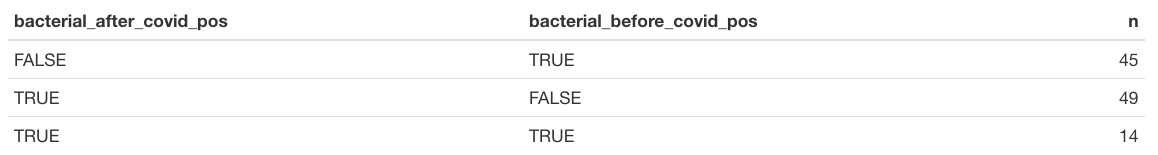 bacterial_after_covid_pos bacterial_before_covid_pos n
FALSE TRUE 45
TRUE FALSE 49
TRUE TRUE 14